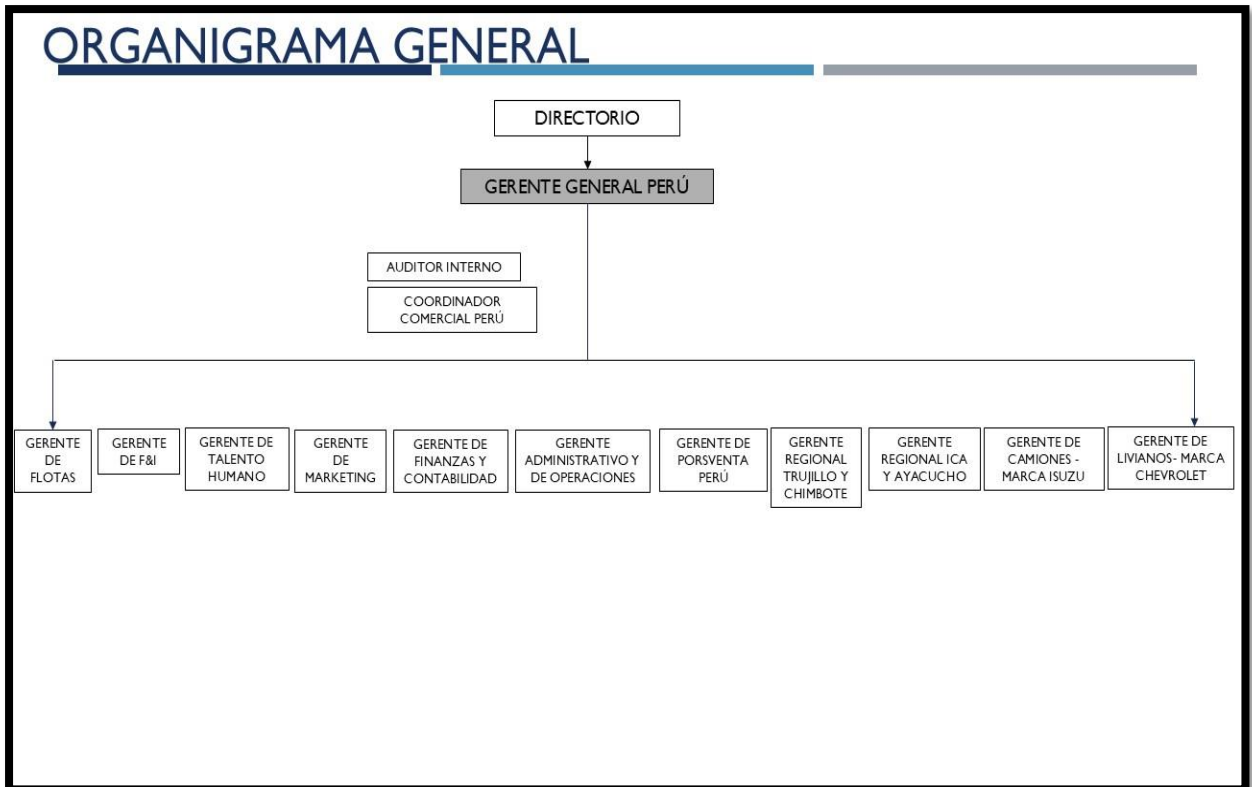 ORGANIGRAMA GENERAL
DIRECTORIO
GERENTE GENERAL PERÚ
AUDITOR INTERNO
COORDINADOR
COMERCIAL PERÚ
GERENTE
DE
FLOTAS
GERENTE
DE F&I
GERENTE DE
TALENTO
HUMANO
GERENTE
DE
MARKETING
GERENTE DE
FINANZAS Y
CONTABILIDAD
GERENTE
ADMINISTRATIVO Y
DE OPERACIONES
GERENTE DE
PORSVENTA
PERÚ
GERENTE
REGIONAL
TRUJILLO Y
CHIMBOTE
GERENTE
REGIONAL ICA
Y AYACUCHO
GERENTE DE
CAMIONES -
MARCA ISUZU
GERENTE DE
LIVIANOS- MARCA
CHEVROLET